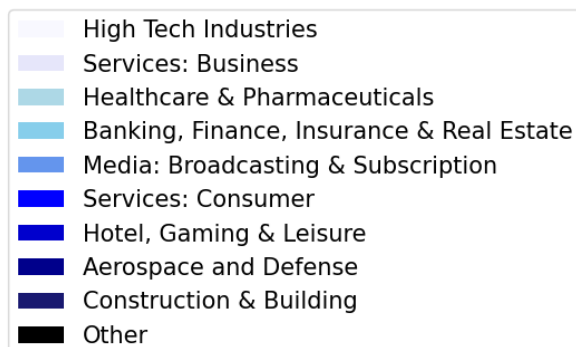 High Tech Industries
Services: Business
Healthcare & Pharmaceuticals
Banking, Finance, Insurance & Real Estate
Media: Broadcasting & Subscription
Services: Consumer
Hotel, Gaming & Leisure
Aerospace and Defense
Construction & Building
Other